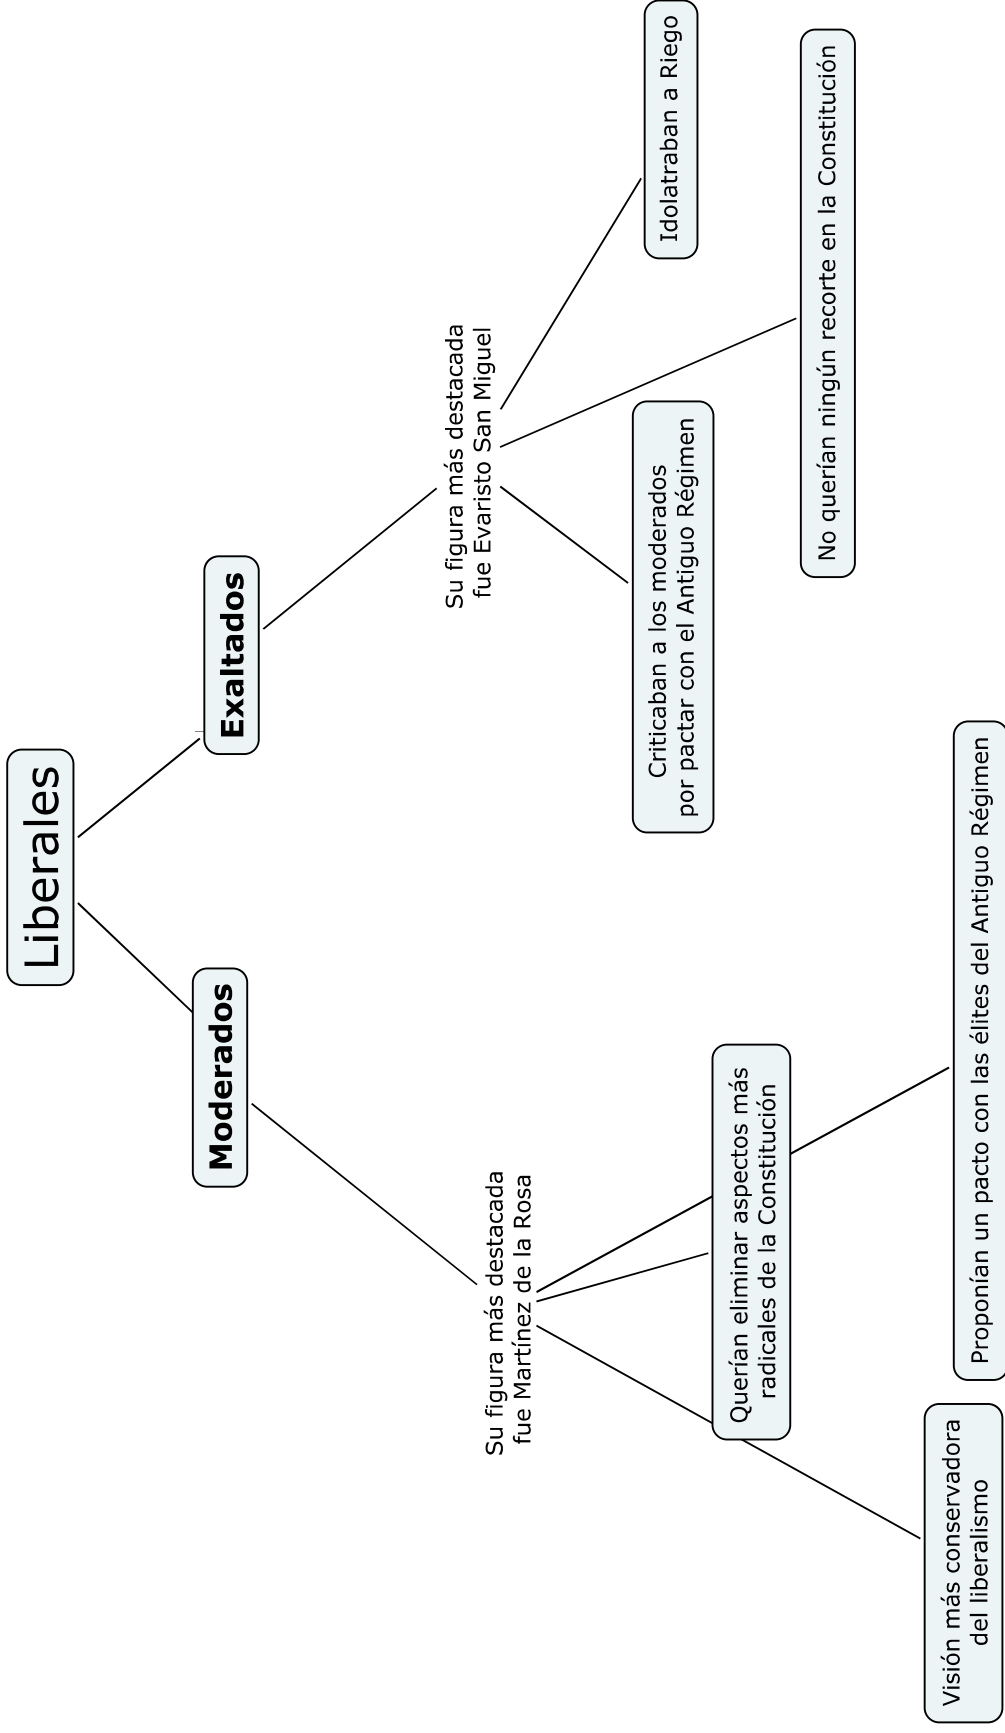 Liberales
Moderados
Exaltados
Su figura más destacada
fue Martínez de la Rosa
Su figura más destacada
fue Evaristo San Miguel
Visión más conservadora
del liberalismo
Querían eliminar aspectos más
radicales de la Constitución
Proponían un pacto con las élites del Antiguo Régimen
Criticaban a los moderados
por pactar con el Antiguo Régimen
No querían ningún recorte en la Constitución
Idolatraban a Riego